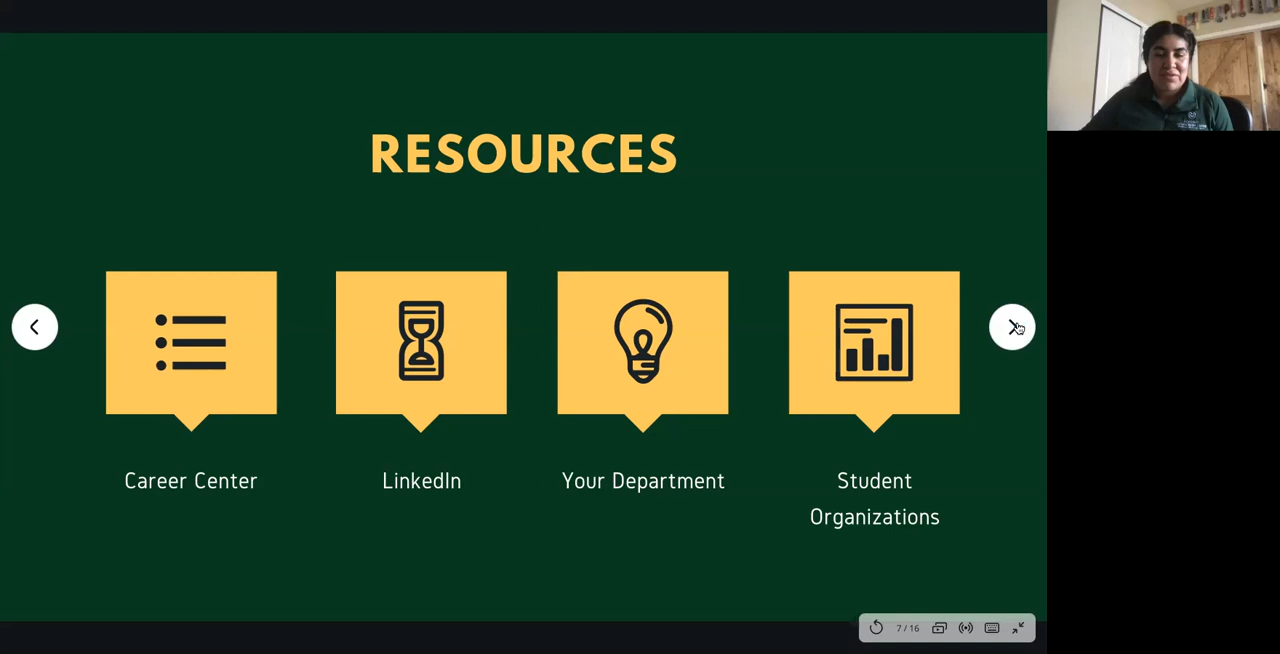 RESOURCES
Career Center
LinkedIn
Your Department
Student
Organizations
7 / 16